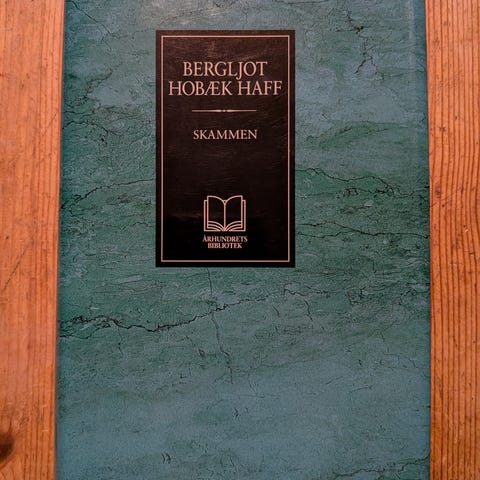 BERGLJOT
HOBÆK HAFF
SKAMMEN
ÅRHUNDRETS
BIBLIOTEK